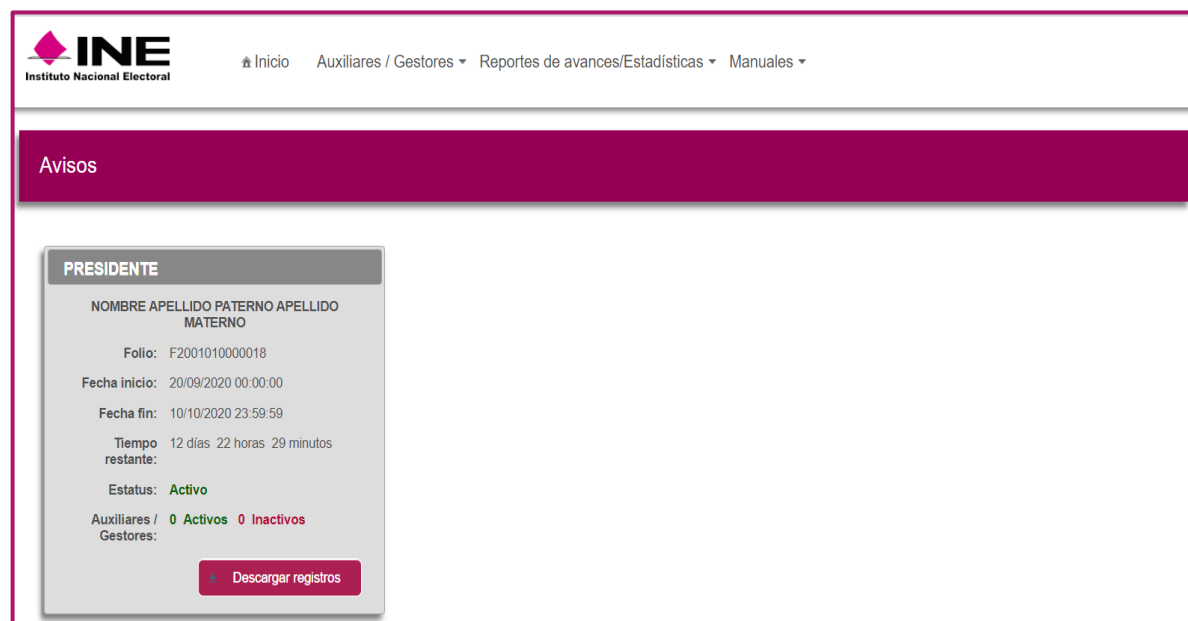 INE
Instituto Nacional Electoral
Inicio Auxiliares / Gestores Reportes de avances/Estadísticas Manuales
Avisos
PRESIDENTE
NOMBRE APELLIDO PATERNO APELLIDO
MATERNO
Folio: F2001010000018
Fecha inicio: 20/09/2020 00:00:00
Fecha fin: 10/10/2020 23:59:59
Tiempo 12 días 22 horas 29 minutos
restante:
Estatus: Activo
Auxiliares / 0 Activos 0 Inactivos
Gestores:
Descargar registros